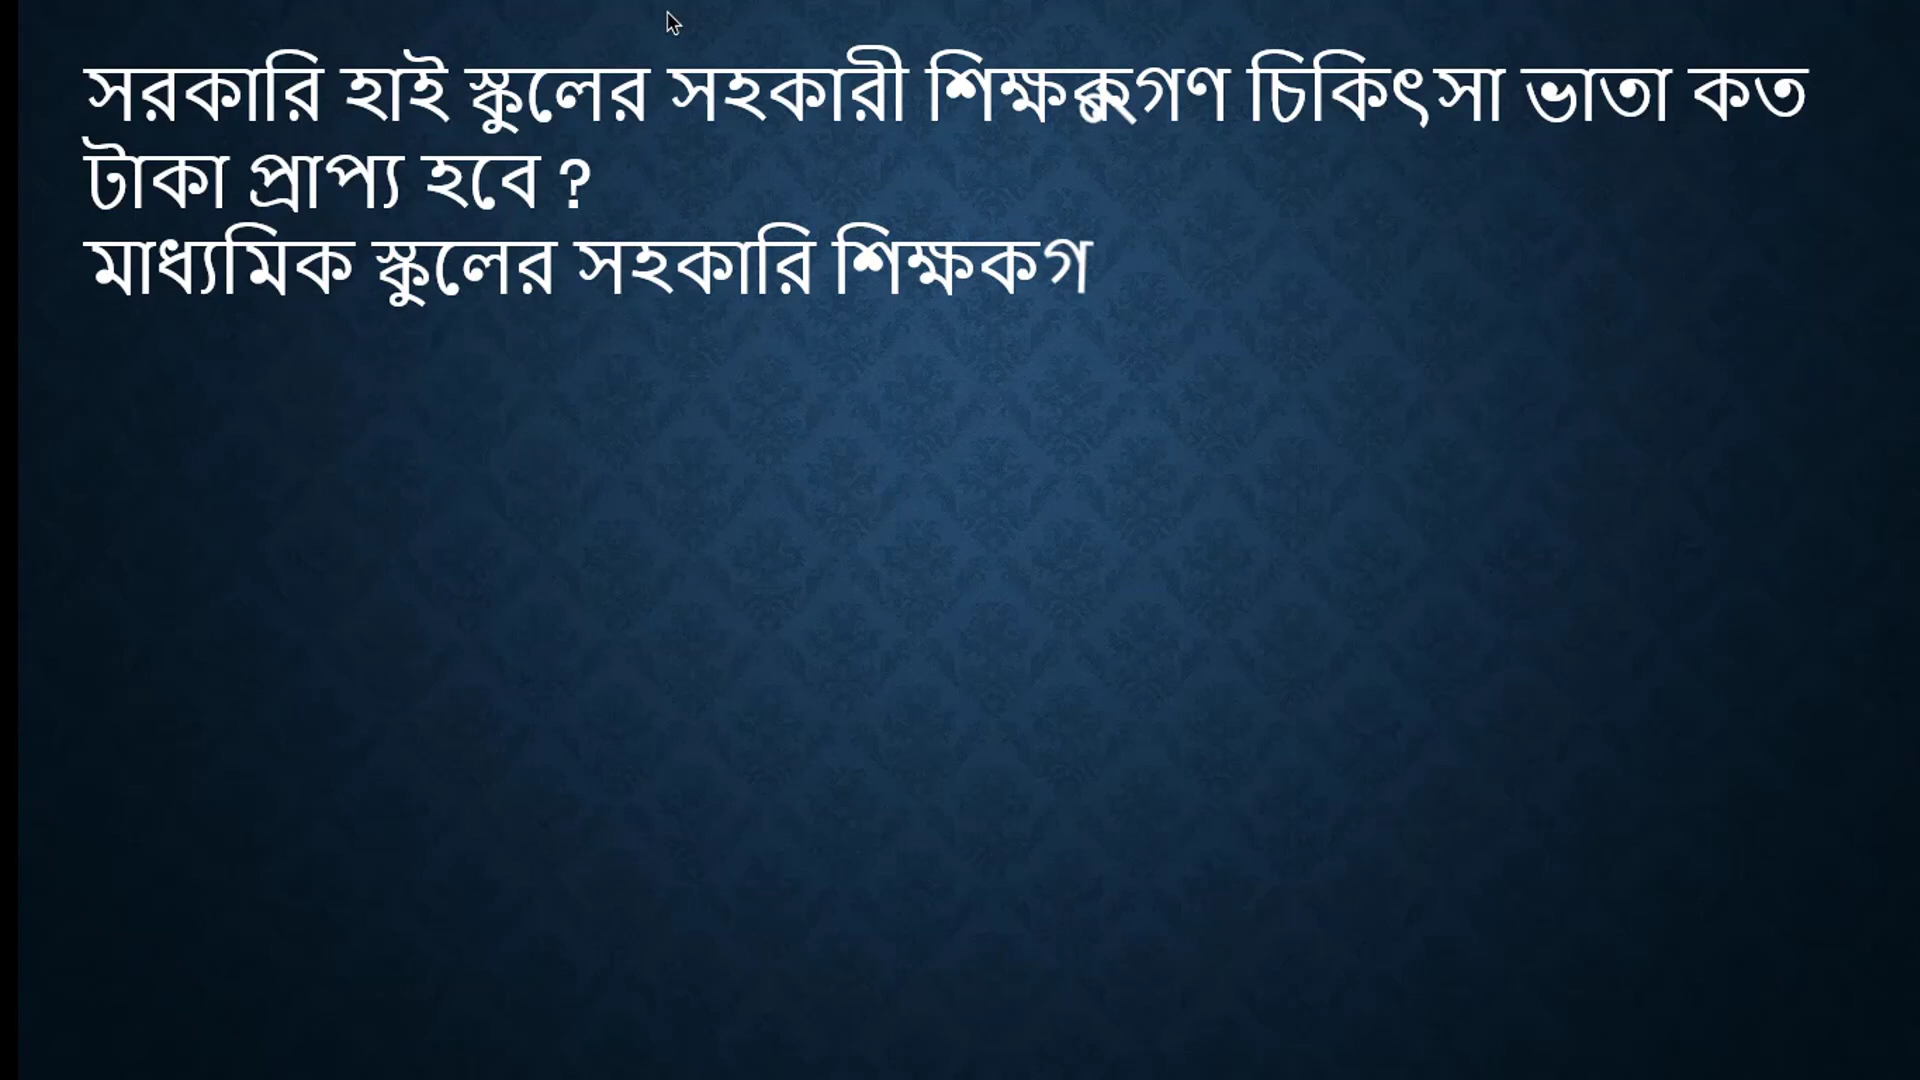 সরকারি হাই স্কুলের সহকারী শিক্ষকগণ চিকিৎসা ভাতা কত
টাকা প্রাপ্য হবে ?
মাধ্যমিক স্কুলের সহকারি শিক্ষকগ